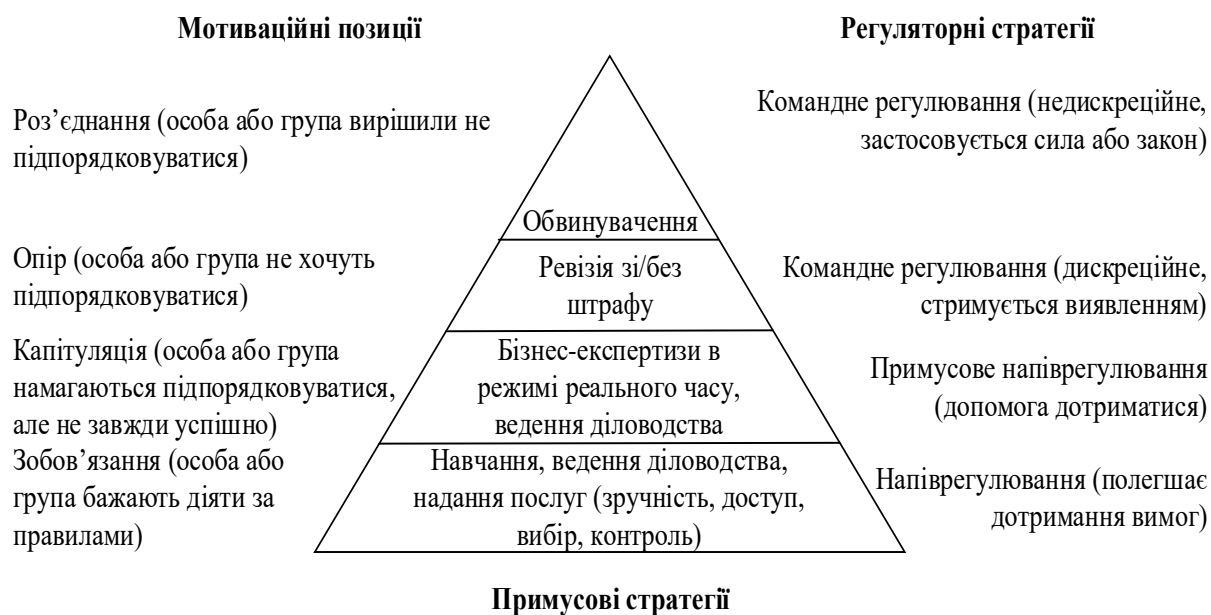 Мотиваційні позиції
Регуляторні стратегії
Роз’єднання (особа або група вирішили не
підпорядковуватися)
Командне регулювання (недискреційне,
застосовується сила або закон)
Обвинувачення
Опір (особа або група не хочуть
підпорядковуватися)
Ревізія зі/без
штрафу
Командне регулювання (дискреційне,
стримується виявленням)
Капітуляція (особа або група
намагаються підпорядковуватися,
але не завжди успішно)
Бізнес-експертизи в
режимі реального часу,
ведення діловодства
Примусове напіврегулювання
(допомога дотриматися)
Зобов’язання (особа або
група бажають діяти за
правилами)
Навчання, ведення діловодства,
надання послуг (зручність, доступ,
вибір, контроль)
Напіврегулювання (полегшає
дотримання вимог)
Примусові стратегії